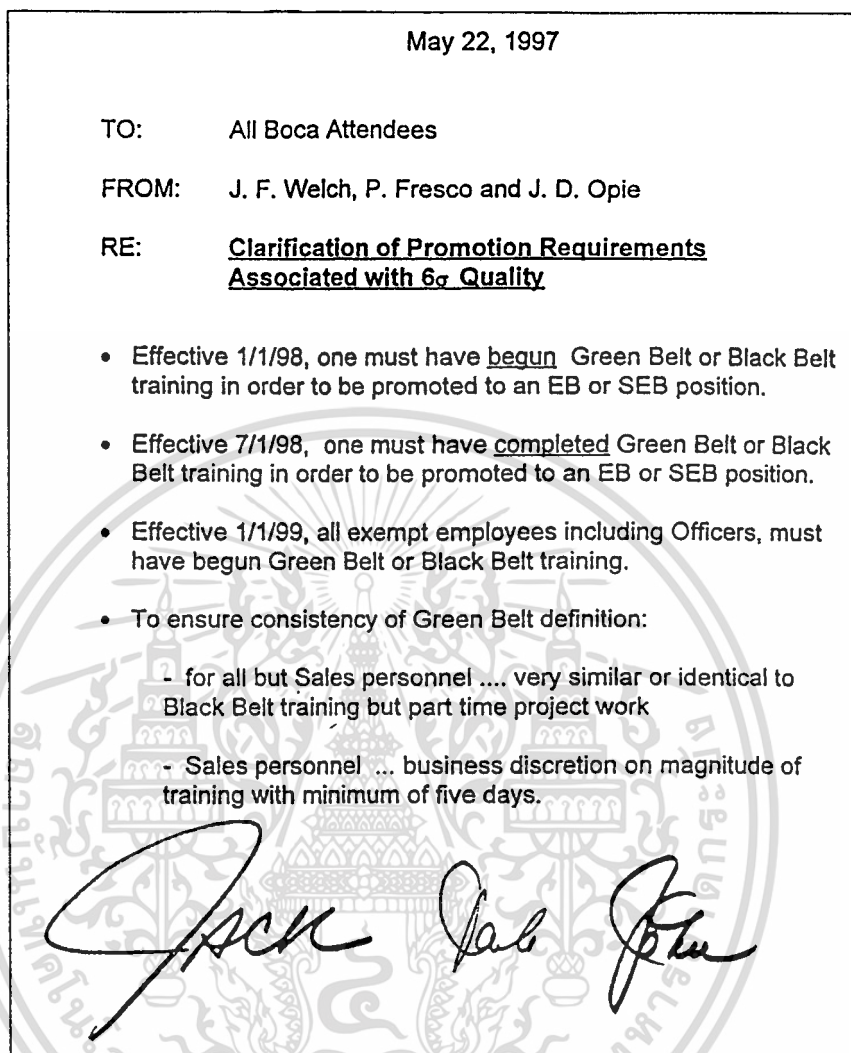 May 22, 1997
TO: All Boca Attendees
FROM: J. F. Welch, P. Fresco and J. D. Opie
RE: Clarification of Promotion Requirements
Associated with 6σ Quality
• Effective 1/1/98, one must have begun Green Belt or Black Belt
training in order to be promoted to an EB or SEB position.
• Effective 7/1/98, one must have completed Green Belt or Black
Belt training in order to be promoted to an EB or SEB position.
• Effective 1/1/99, all exempt employees including Officers, must
have begun Green Belt or Black Belt training.
• To ensure consistency of Green Belt definition:
- for all but Sales personnel .... very similar or identical to
Black Belt training but part time project work
- Sales personnel ... business discretion on magnitude of
training with minimum of five days.
Jack John